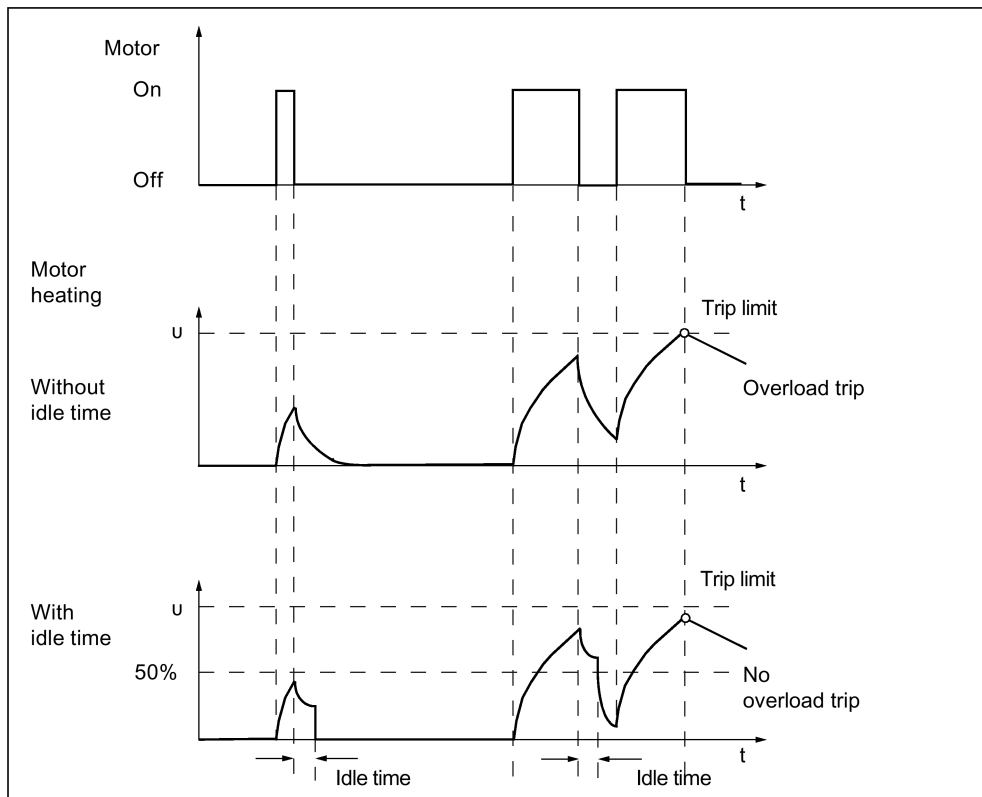 Motor
On
Off
t
Motor
heating
Trip limit
υ
Without
idle time
Overload trip
t
Trip limit
With
idle time
υ
50%
No
overload trip
t
Idle time
Idle time